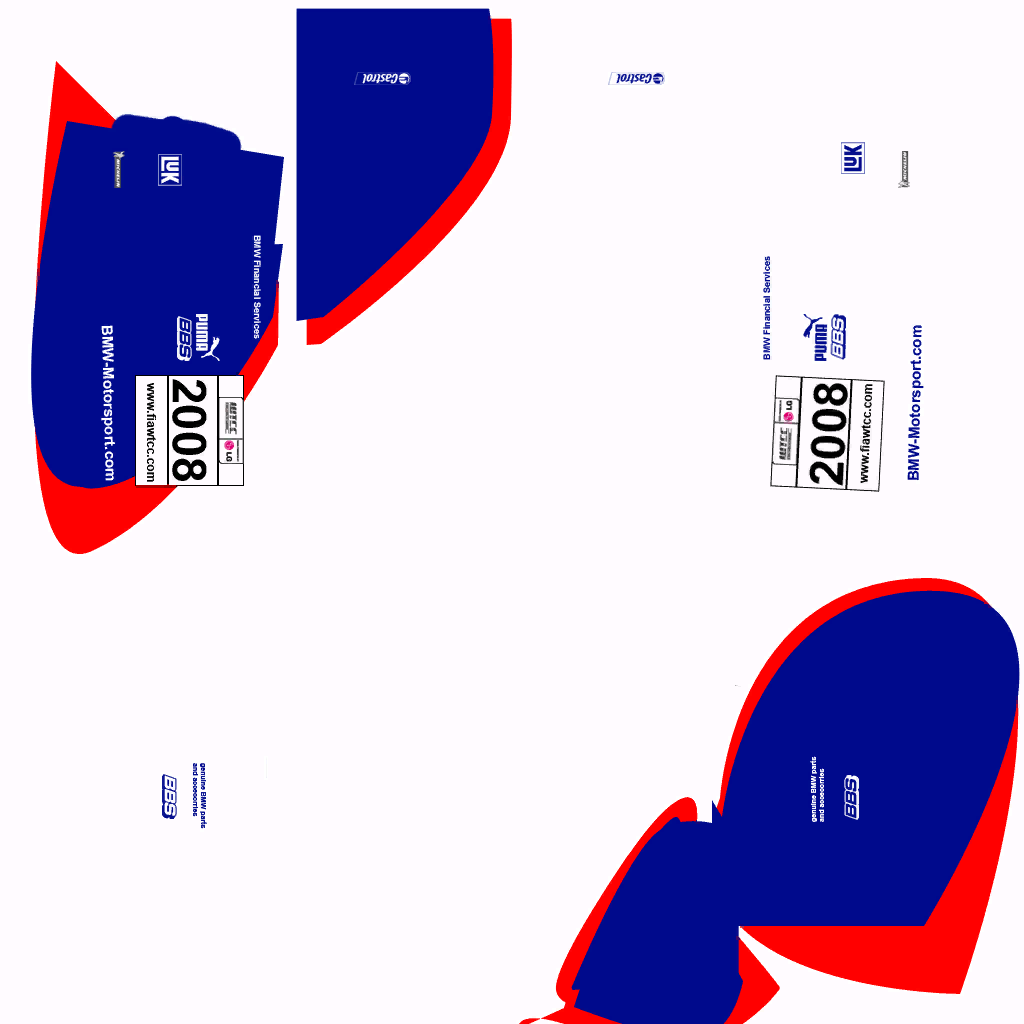 Castrol
Castrol
MICHELIN
LUK
LUK
MICHELIN
BMW Financial Services
BMW Financial Services
PUMA
BBS
PUMA
BBS
BMW-Motorsport.com
www.fiawtcc.com
2008
WTCC
LG
LG
WTCC
2008
www.fiawtcc.com
BMW-Motorsport.com
BBS
genuine BMW parts
and accessories
genuine BMW parts
and accessories
BBS